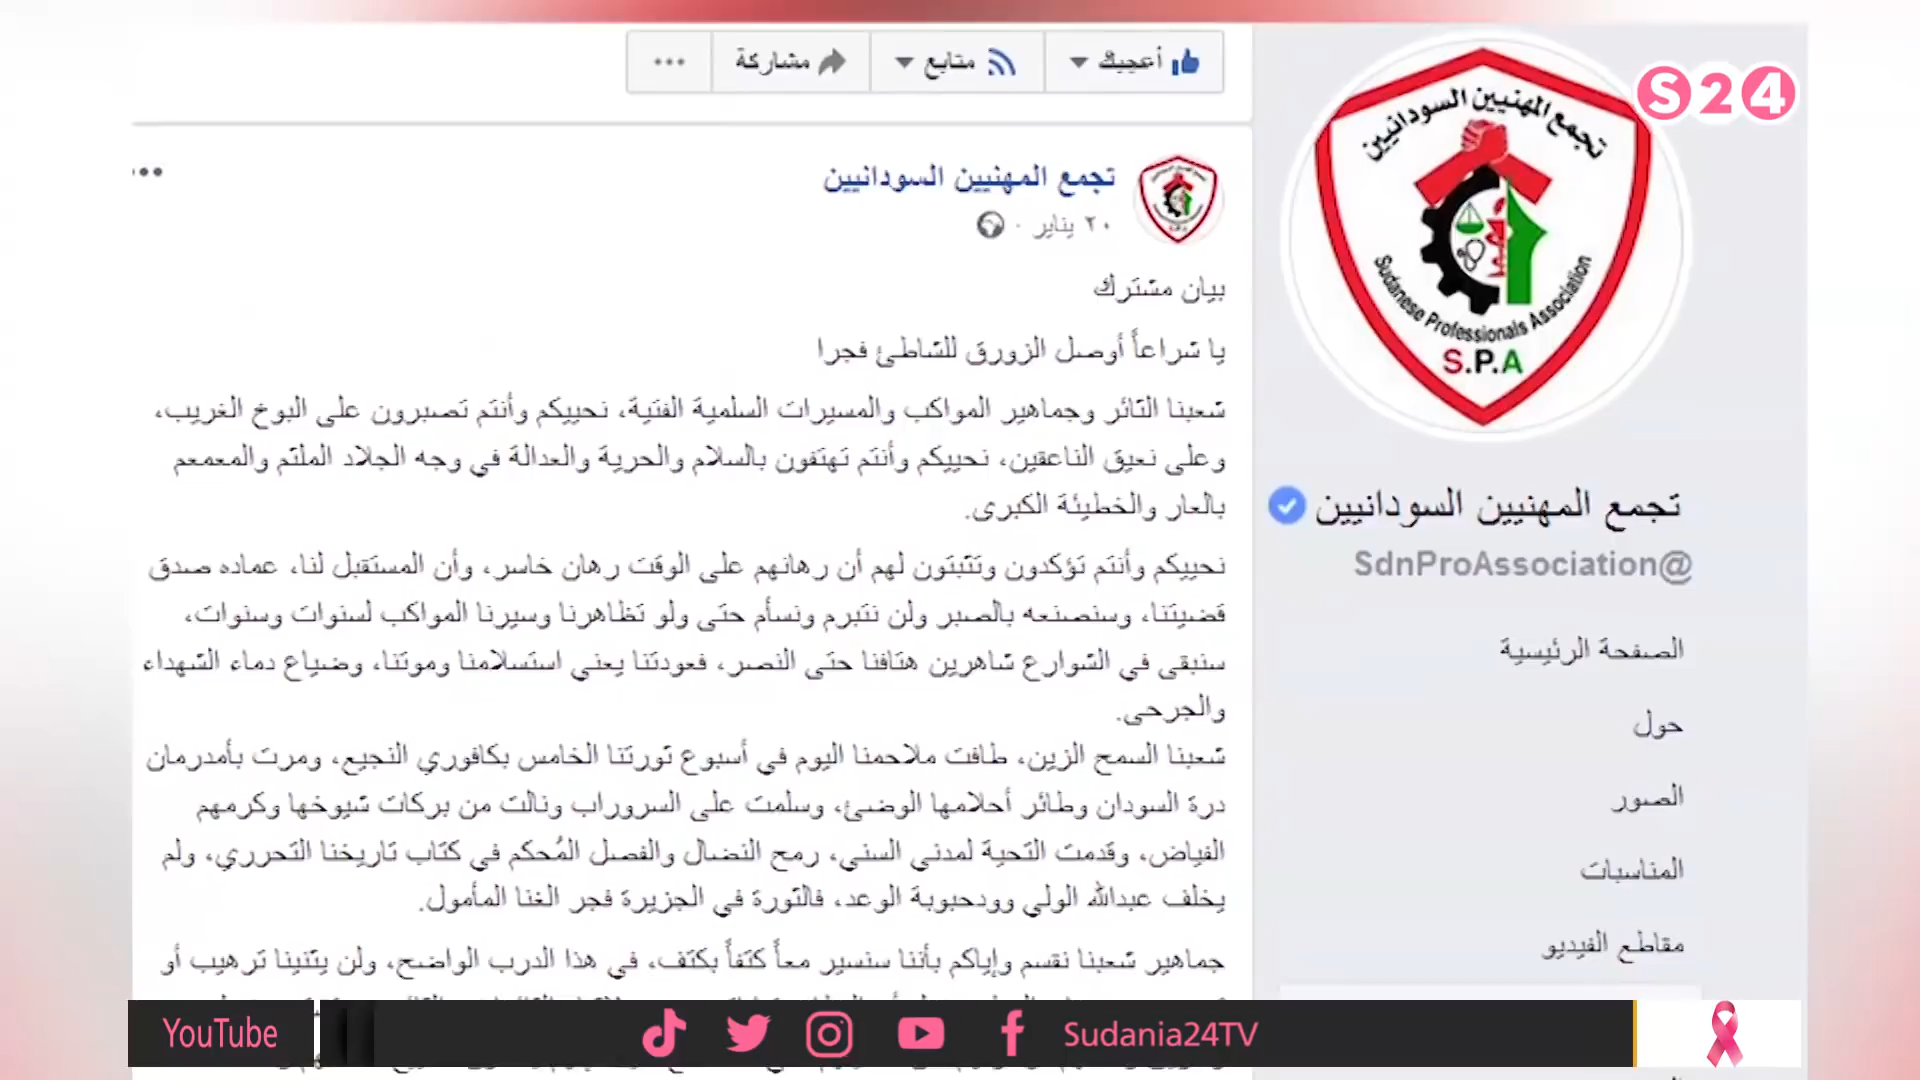 أعجبك
متابع
مشاركة
S24
تجمع المهنيين السودانيين
٢٠ يناير ·
بيان مشترك
يا شراعاً أوصل الزورق للشاطئ فجرا
شعبنا الثائر وجماهير المواكب والمسيرات السلمية الفتية، نحييكم وأنتم تصبرون على البوخ الغريب،
وعلى نعيق الناعقين، نحييكم وأنتم تهتفون بالسلام والحرية والعدالة في وجه الجلاد الملثم والمعمعم
بالعار والخطيئة الكبرى.
نحييكم وأنتم تؤكدون وتثبتون لهم أن رهانهم على الوقت رهان خاسر، وأن المستقبل لنا، عماده صدق
قضيتنا، وسنصنعه بالصبر ولن نتبرم ونسأم حتى ولو تظاهرنا وسيرنا المواكب لسنوات وسنوات،
سنبقى في الشوارع شاهرين هتافنا حتى النصر، فعودتنا يعني استسلامنا وموتنا، وضياع دماء الشهداء
والجرحى.
شعبنا السمح الزين، طافت ملاحمنا اليوم في أسبوع ثورتنا الخامس بكافوري النجيع، ومرت بأمدرمان
درة السودان وطائر أحلامها الوضئ، وسلمت على السروراب ونالت من بركات شيوخها وكرمهم
الفياض، وقدمت التحية لمدني السني، رمح النضال والفصل المُحكم في كتاب تاريخنا التحرري، ولم
يخلف عبدالله الولي وودحبوبة الوعد، فالثورة في الجزيرة فجر الغنا المأمول.
جماهير شعبنا نقسم وإياكم بأننا سنسير معاً كتفاً بكتف، في هذا الدرب الواضح، ولن يثنينا ترهيب أو
تجمع المهنيين السودانيين
Sudanese Professionals Association
S.P.A
تجمع المهنيين السودانيين
@SdnProAssociation
الصفحة الرئيسية
حول
الصور
المناسبات
مقاطع الفيديو
YouTube
Sudania24TV